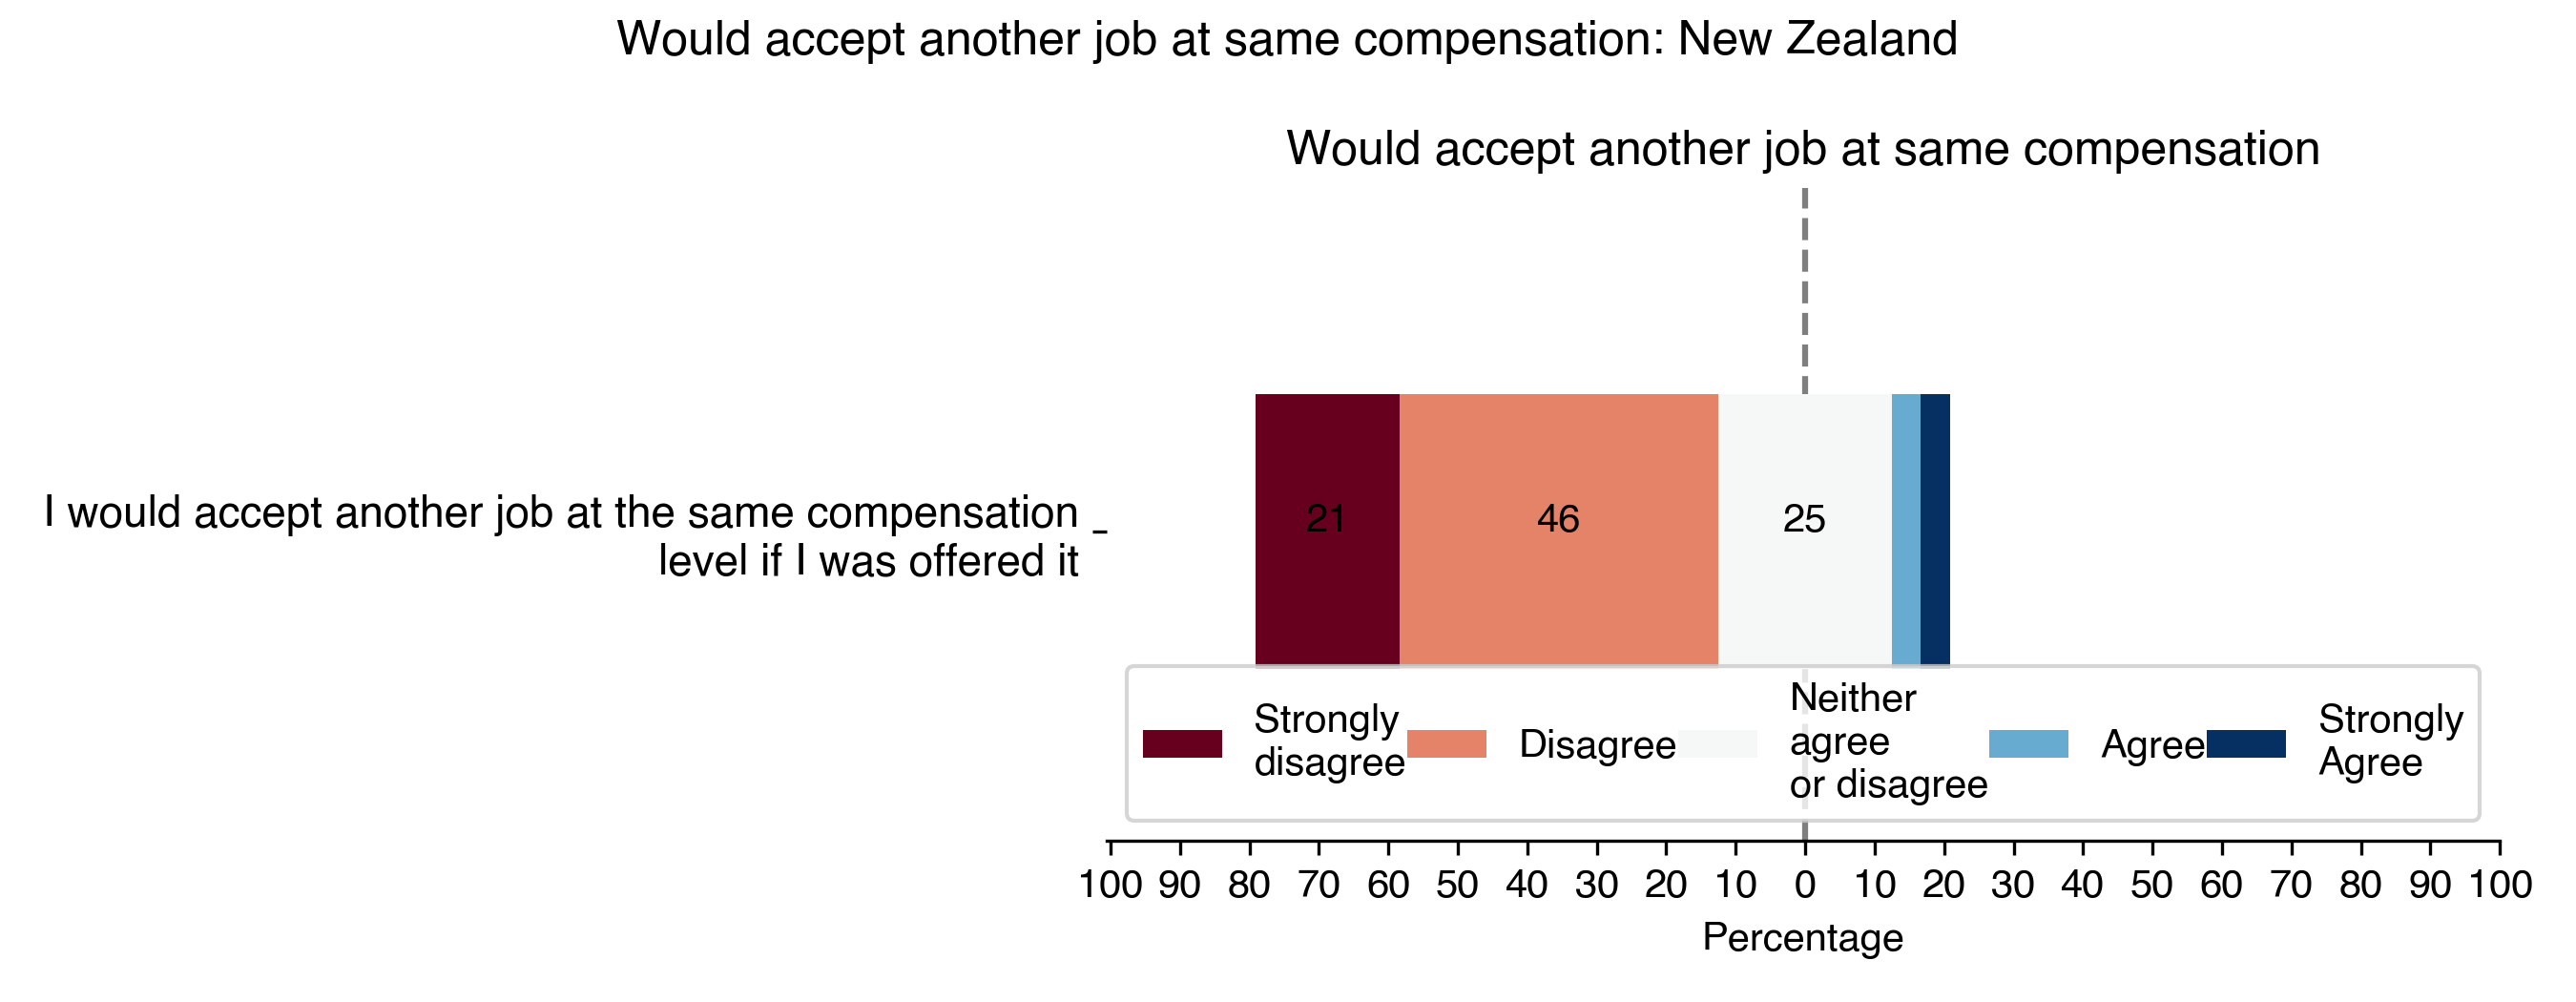 Would accept another job at same compensation: New Zealand
Would accept another job at same compensation
I would accept another job at the same compensation
level if I was offered it
21 46 25
Strongly
disagree
Disagree
Neither
agree
or disagree
Agree
Strongly
Agree
100 90 80 70 60 50 40 30 20 10 0 10 20 30 40 50 60 70 80 90 100
Percentage